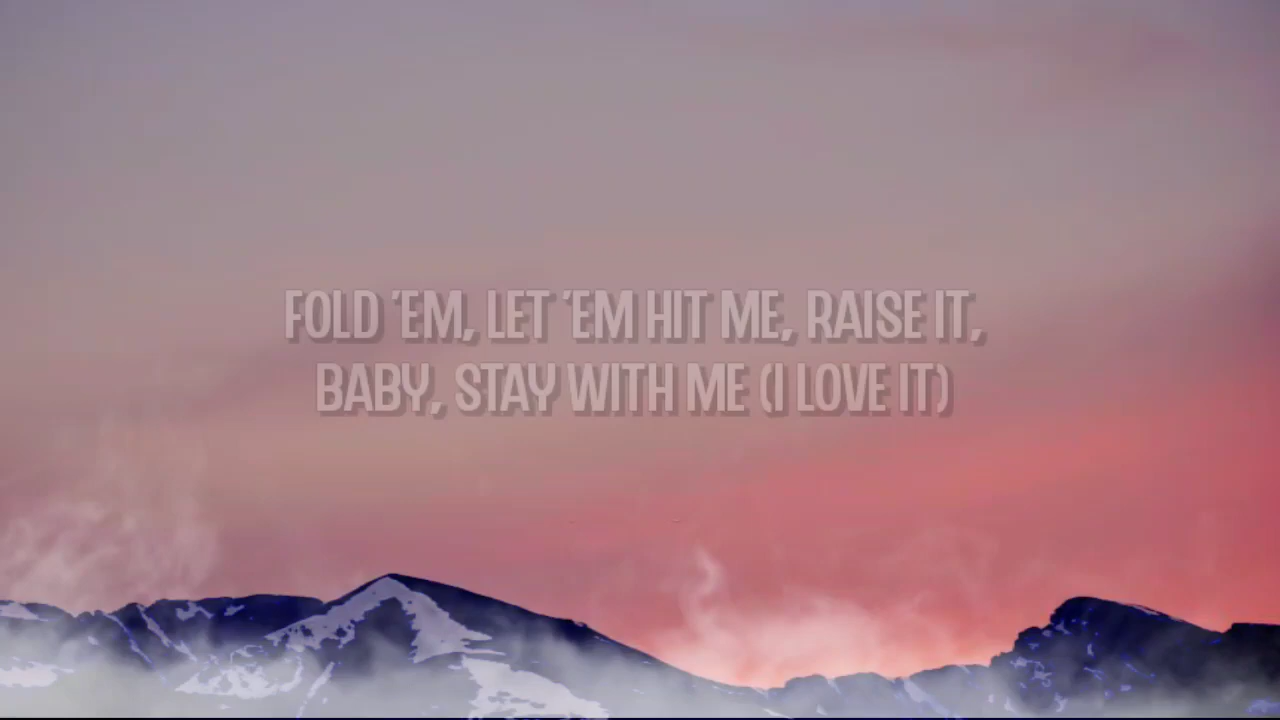 FOLD 'EM, LET 'EM HIT ME, RAISE IT,
BABY, STAY WITH ME (I LOVE IT)